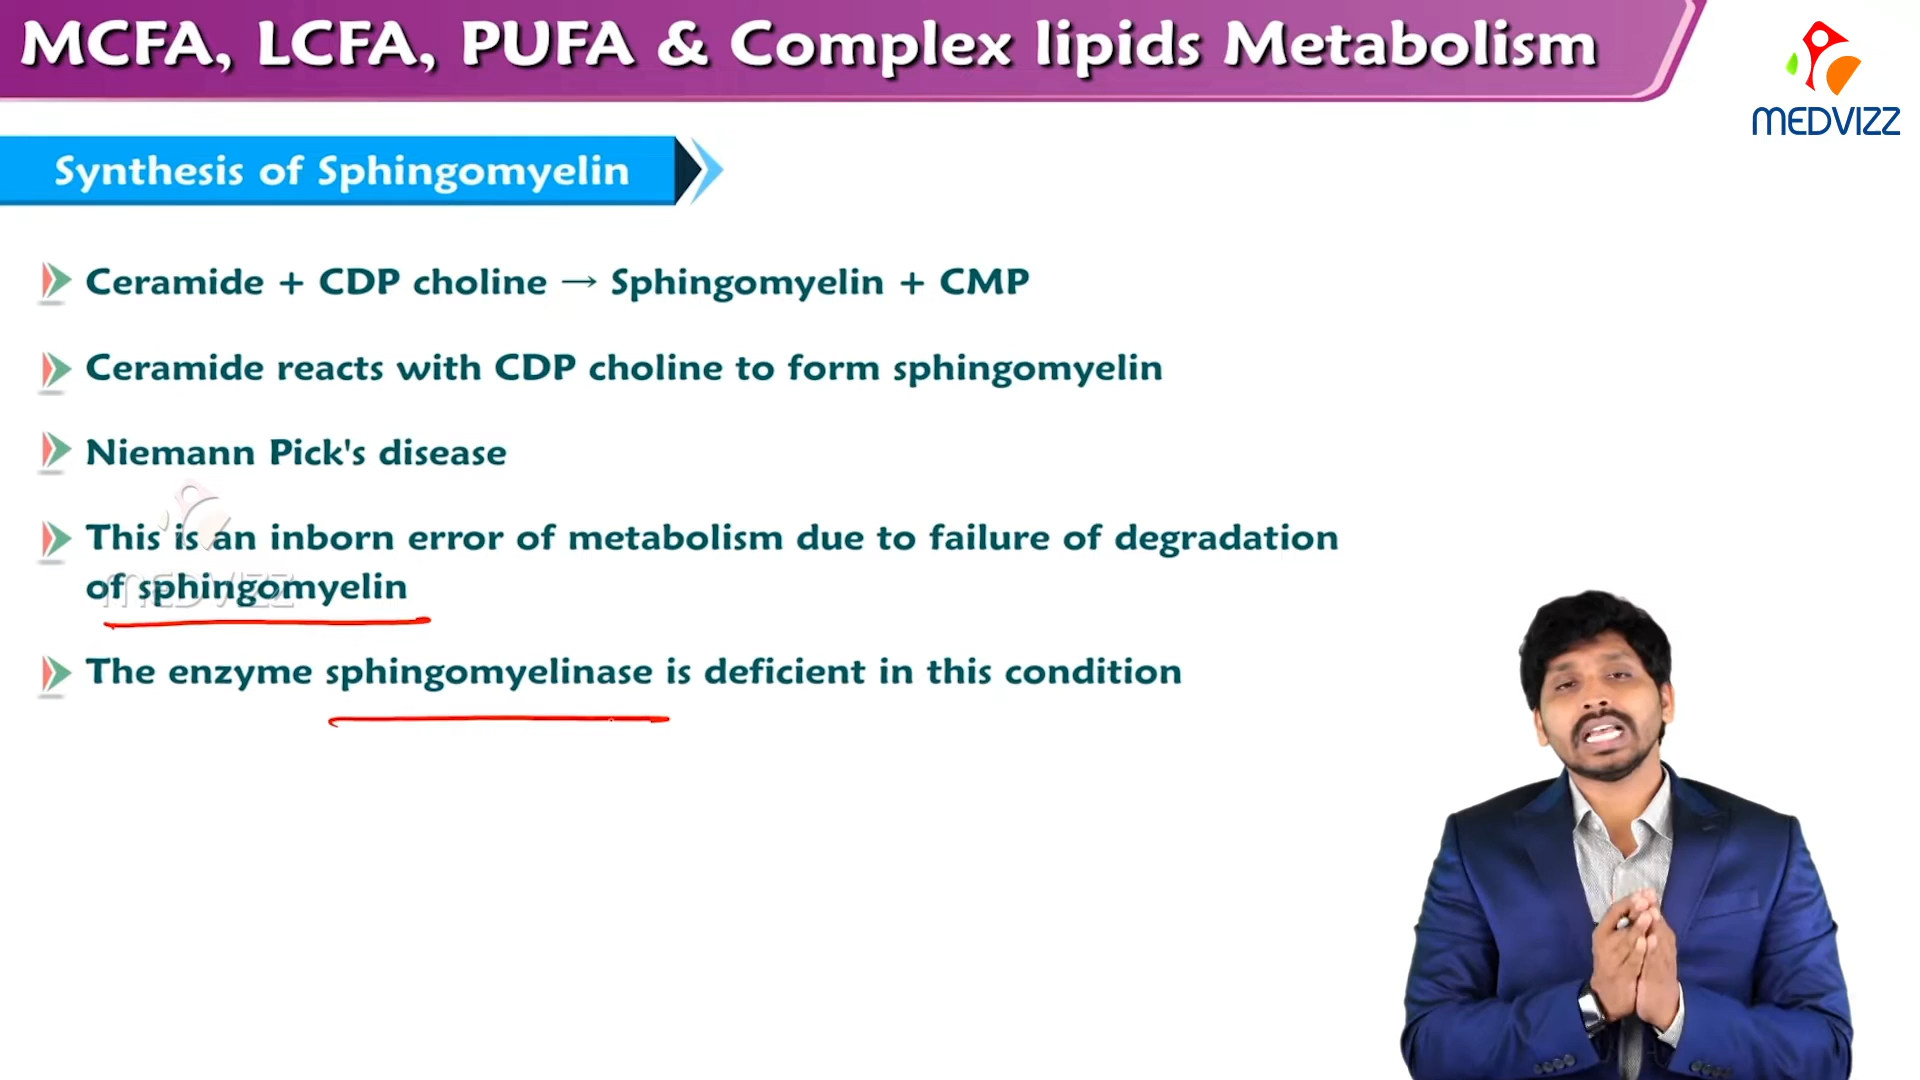 MCFA, LCFA, PUFA & Complex lipids Metabolism
MEDVIZZ
Synthesis of Sphingomyelin
Ceramide + CDP choline → Sphingomyelin + CMP
Ceramide reacts with CDP choline to form sphingomyelin
Niemann Pick's disease
This is an inborn error of metabolism due to failure of degradation
of sphingomyelin
MEDVIZZ
The enzyme sphingomyelinase is deficient in this condition